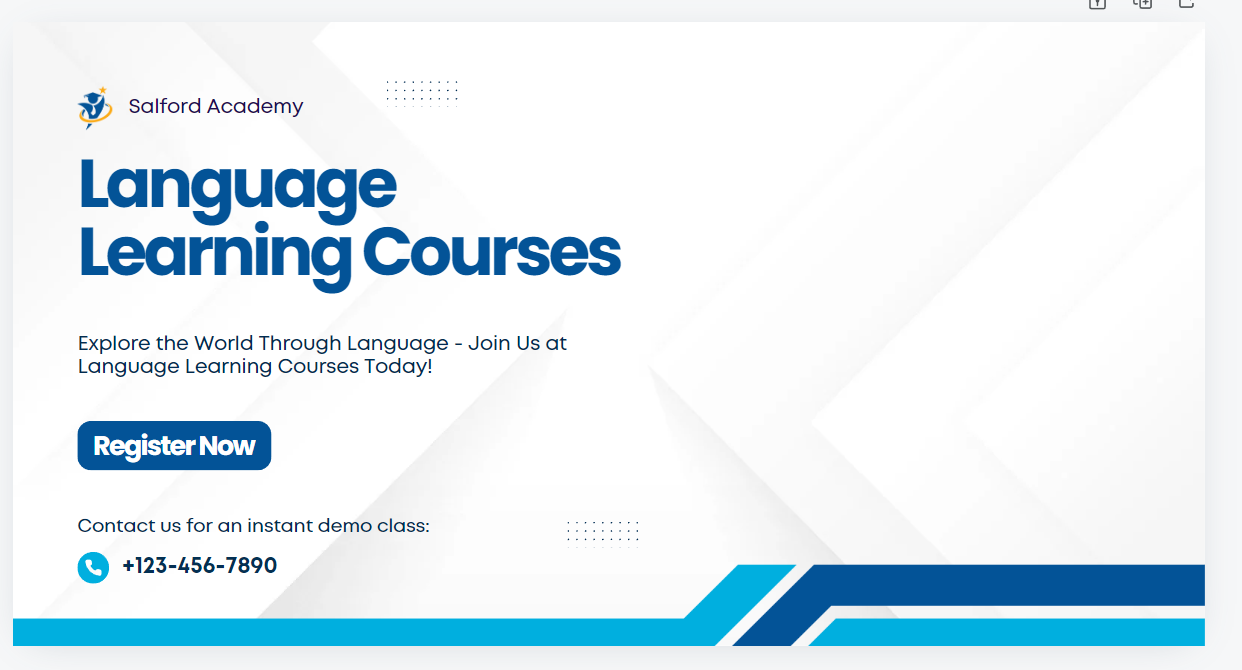 Salford Academy
Language
Learning Courses
Explore the World Through Language - Join Us at
Language Learning Courses Today!
Register Now
Contact us for an instant demo class:
+123-456-7890